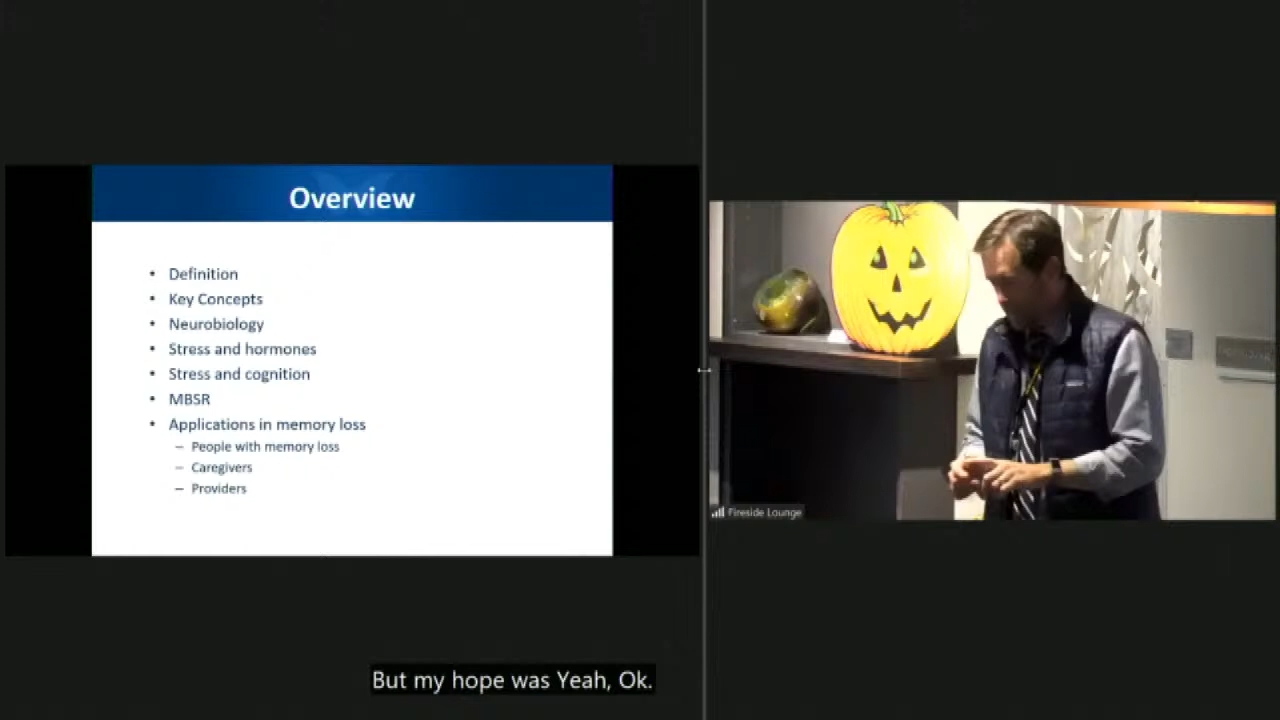 Overview
• Definition
• Key Concepts
• Neurobiology
• Stress and hormones
• Stress and cognition
• MBSR
• Applications in memory loss
– People with memory loss
– Caregivers
– Providers
Fireside Lounge
But my hope was Yeah, Ok.